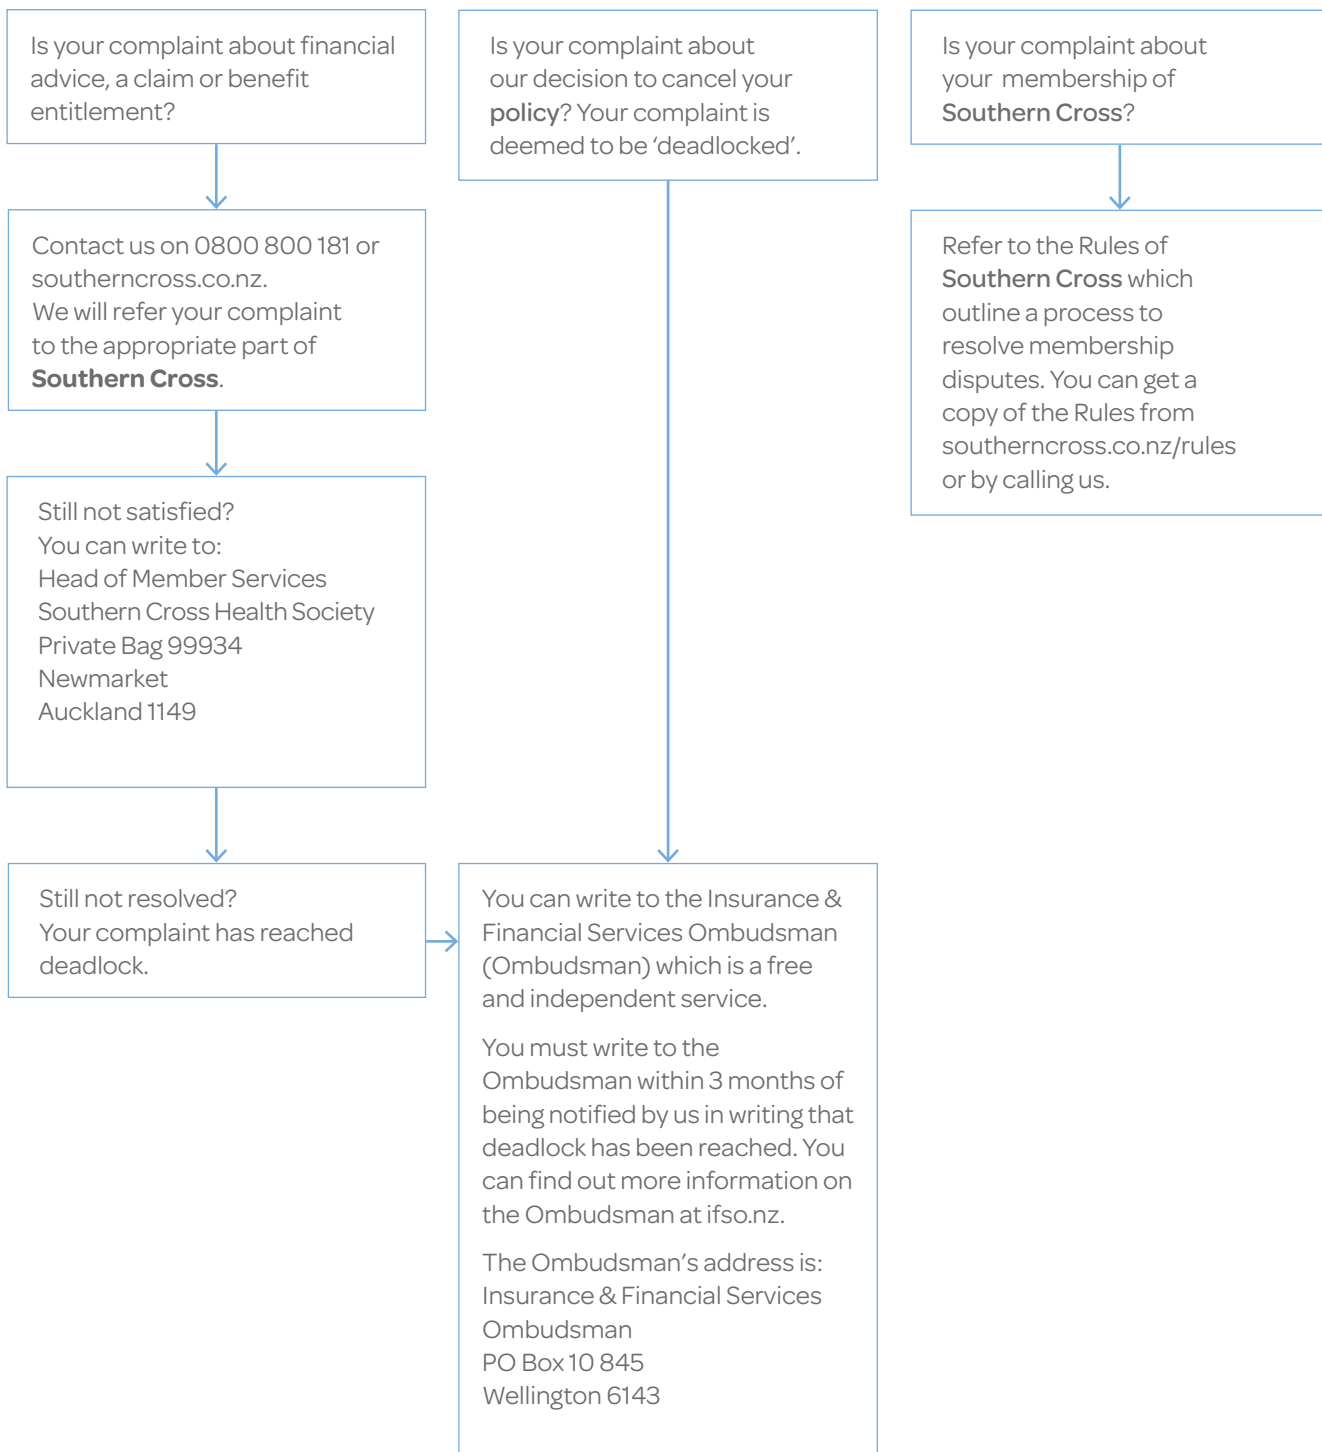 Is your complaint about financial
advice, a claim or benefit
entitlement?
Contact us on 0800 800 181 or
southerncross.co.nz.
We will refer your complaint
to the appropriate part of
Southern Cross.
Still not satisfied?
You can write to:
Head of Member Services
Southern Cross Health Society
Private Bag 99934
Newmarket
Auckland 1149
Still not resolved?
Your complaint has reached
deadlock.
Is your complaint about
our decision to cancel your
policy? Your complaint is
deemed to be ‘deadlocked’.
You can write to the Insurance &
Financial Services Ombudsman
(Ombudsman) which is a free
and independent service.
You must write to the
Ombudsman within 3 months of
being notified by us in writing that
deadlock has been reached. You
can find out more information on
the Ombudsman at ifso.nz.
The Ombudsman’s address is:
Insurance & Financial Services
Ombudsman
PO Box 10 845
Wellington 6143
Is your complaint about
your membership of
Southern Cross?
Refer to the Rules of
Southern Cross which
outline a process to
resolve membership
disputes. You can get a
copy of the Rules from
southerncross.co.nz/rules
or by calling us.